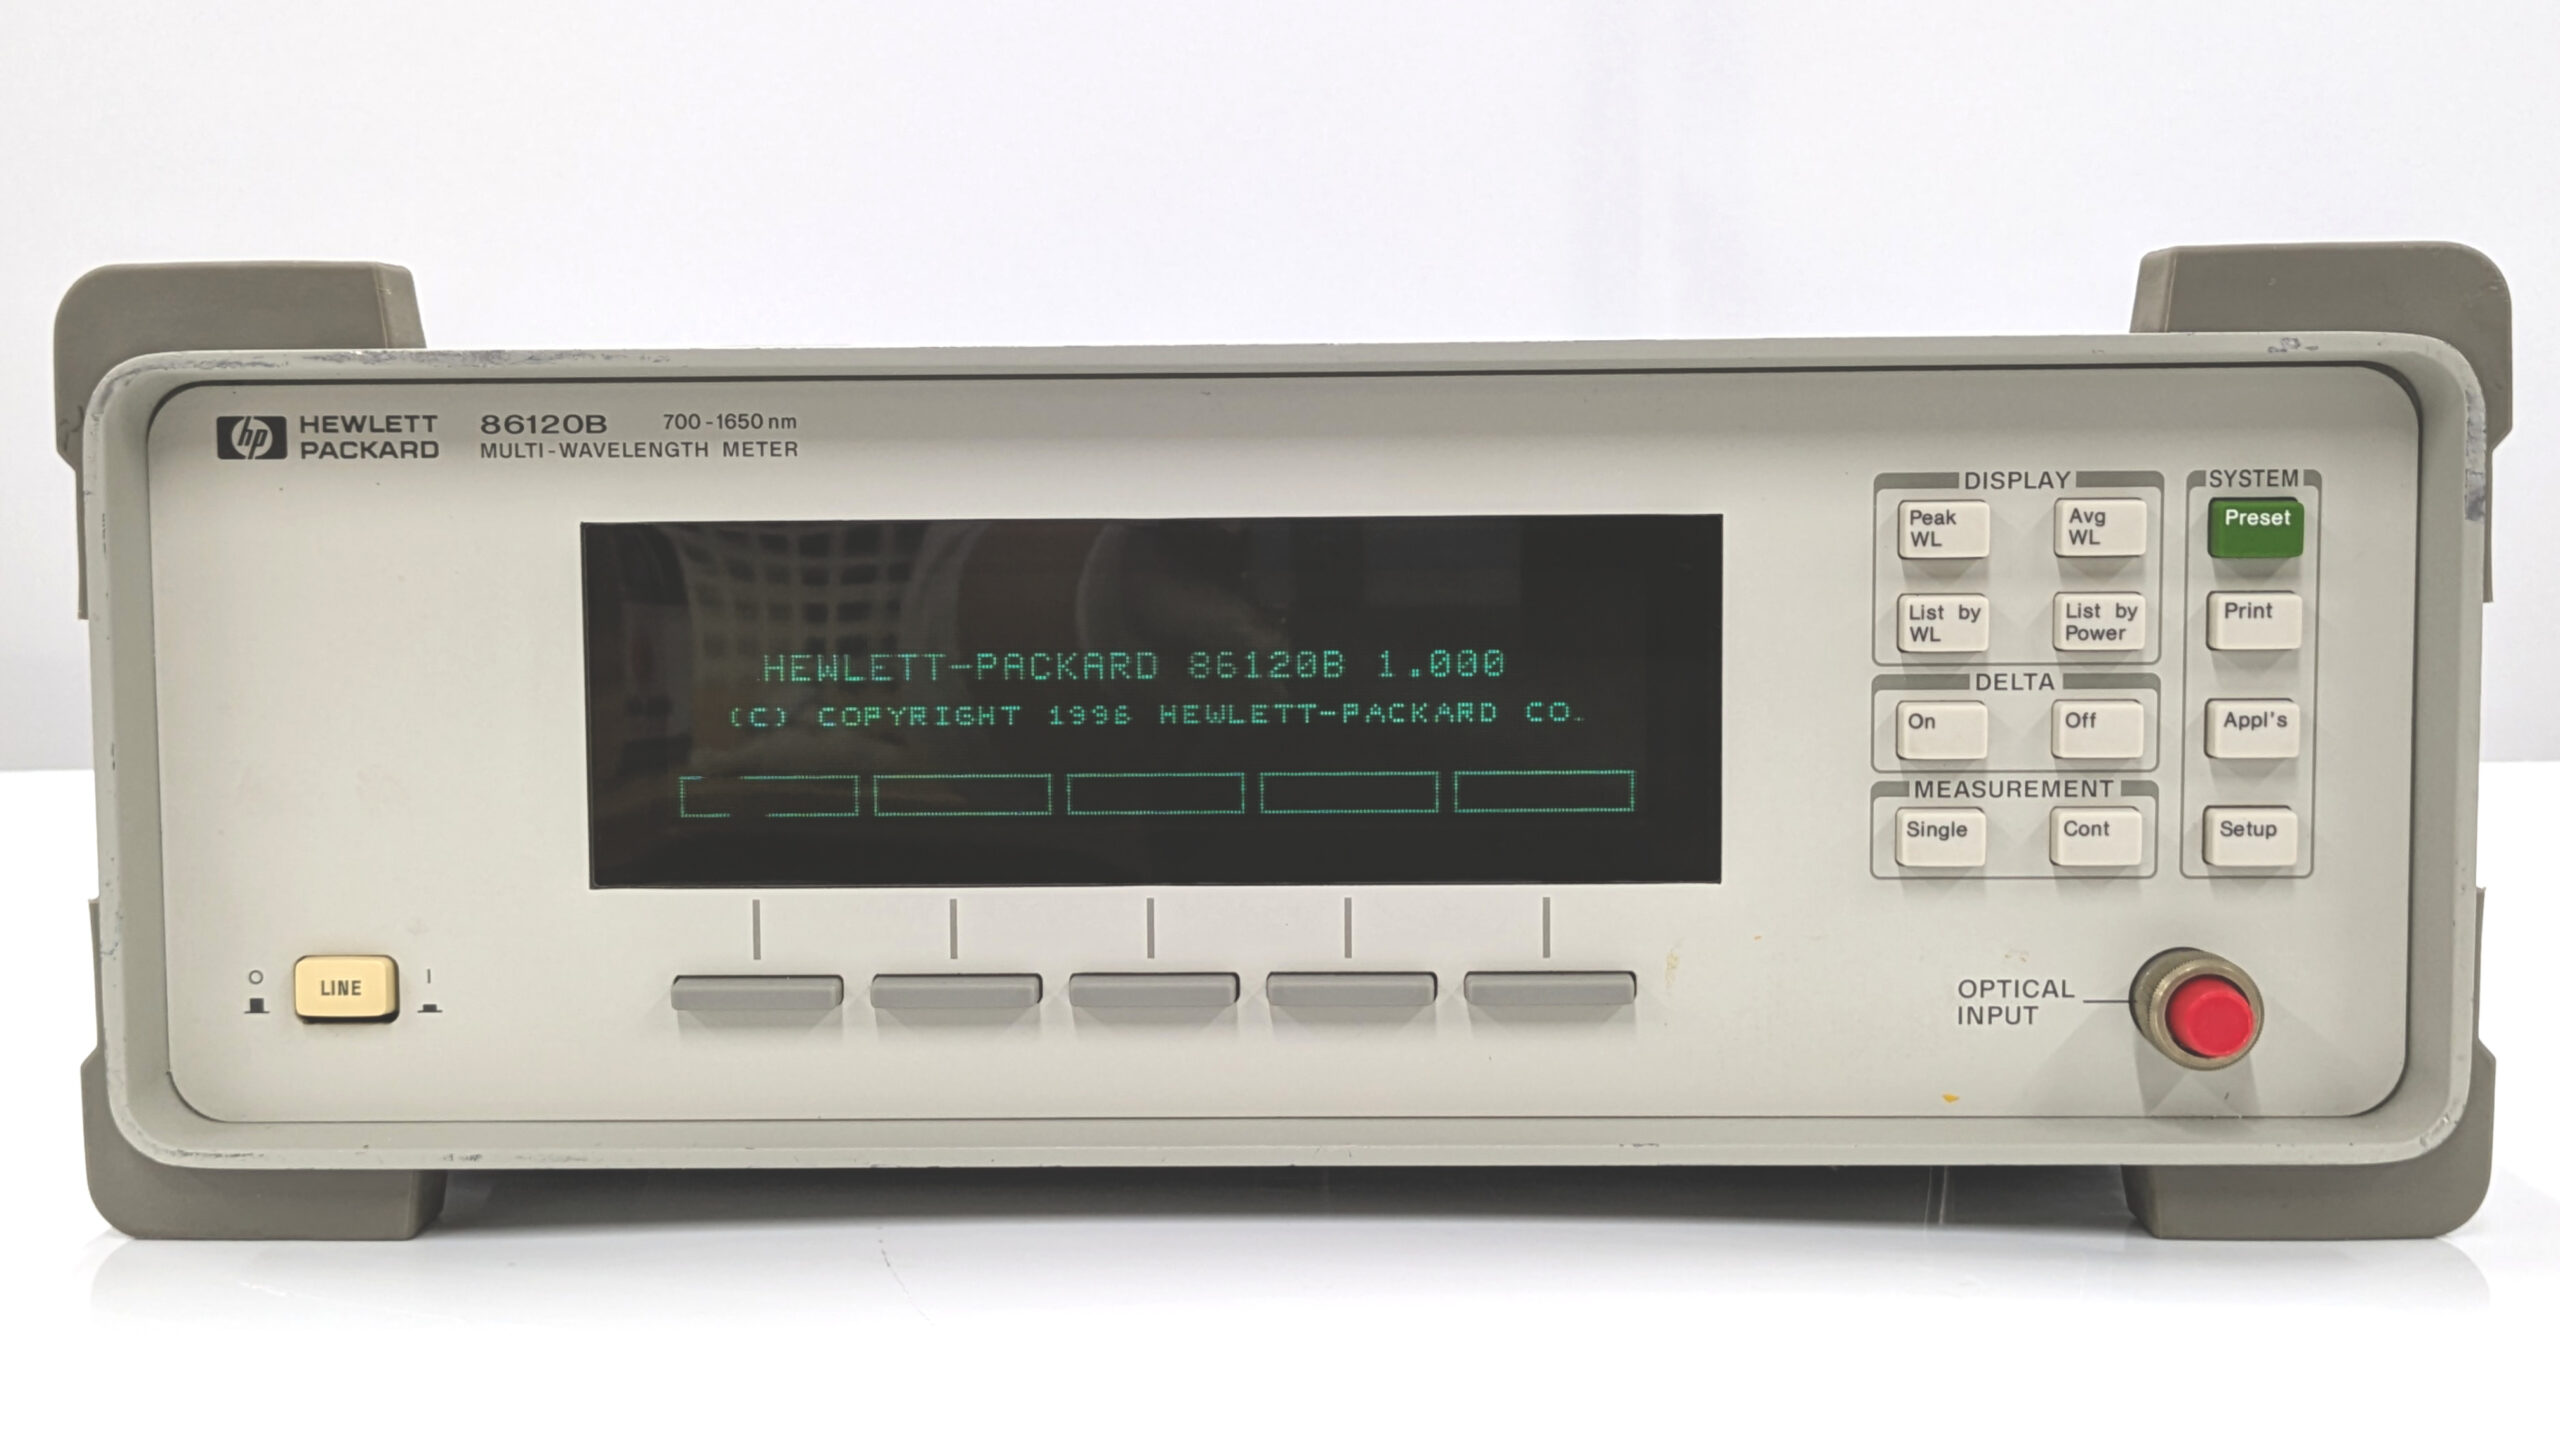 hp HEWLETT
PACKARD
86120B 700-1650 nm
MULTI-WAVELENGTH METER
HEWLETT-PACKARD 86120B 1.000
(C) COPYRIGHT 1996 HEWLETT-PACKARD CO.
DISPLAY
Peak
WL
Avg
WL
List by
WL
List by
Power
DELTA
On
Off
MEASUREMENT
Single
Cont
SYSTEM
Preset
Print
Appl's
Setup
O
LINE
I
OPTICAL
INPUT